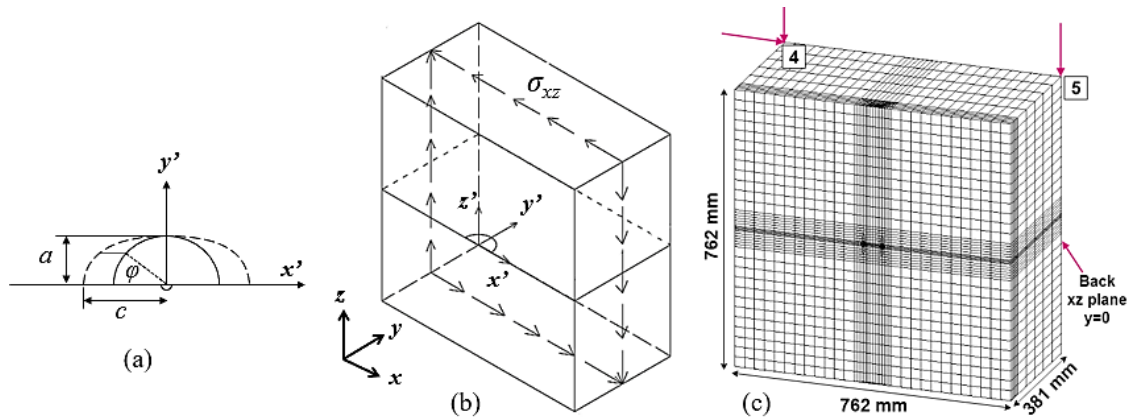 y'
a
φ
x'
c
(a)
σxz
z'
y'
x'
z
y
x
(b)
4
5
762 mm
Back
xz plane
y=0
381 mm
762 mm
(c)